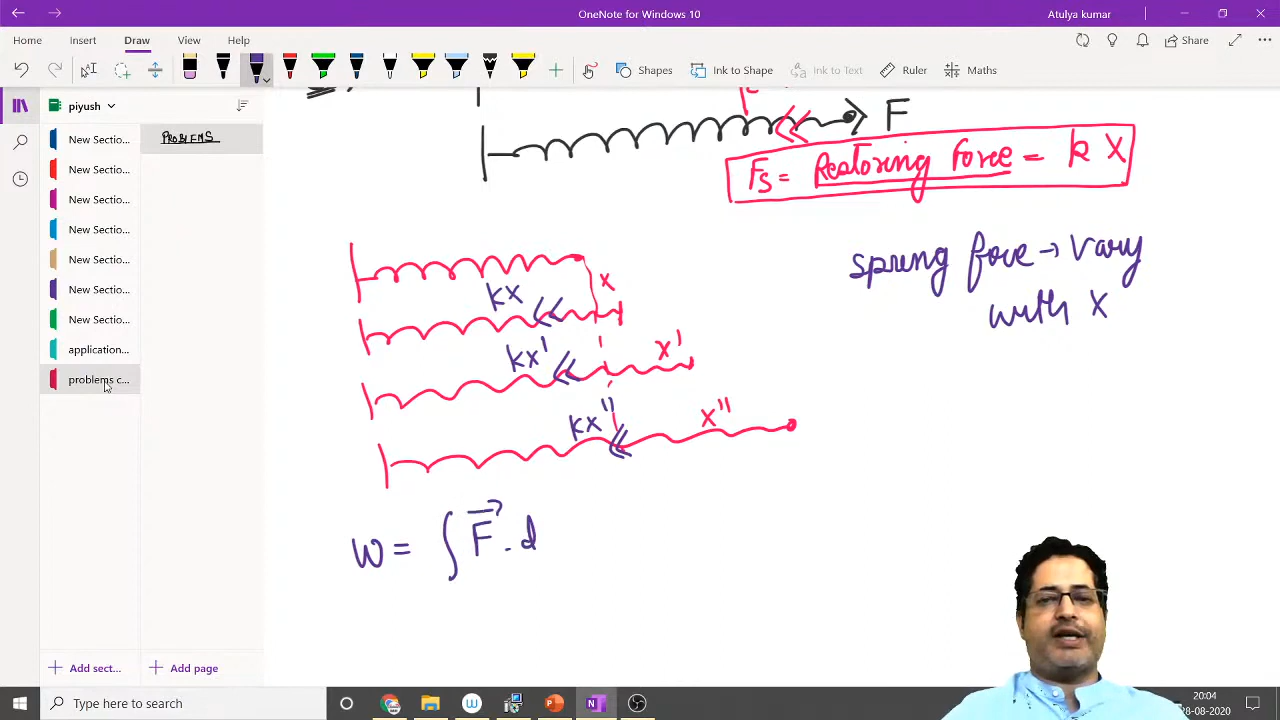 OneNote for Windows 10
Atulya kumar
Home
Insert
Draw
View
Help
Share
Shapes
Ink to Shape
Ink to Text
Ruler
Maths
piyush
Sectio...
New Sectio...
New Sectio...
New Sectio...
New Sectio...
New Sectio...
New Sectio...
application...
problems c...
PROBLEMS
F
Fs = Restoring force = k x
spring force → vary
with x
x
kx
x'
kx'
x''
kx''
W = ∫ F⃗ . d
Add sect...
Add page
Type here to search
20:04
28-08-2020